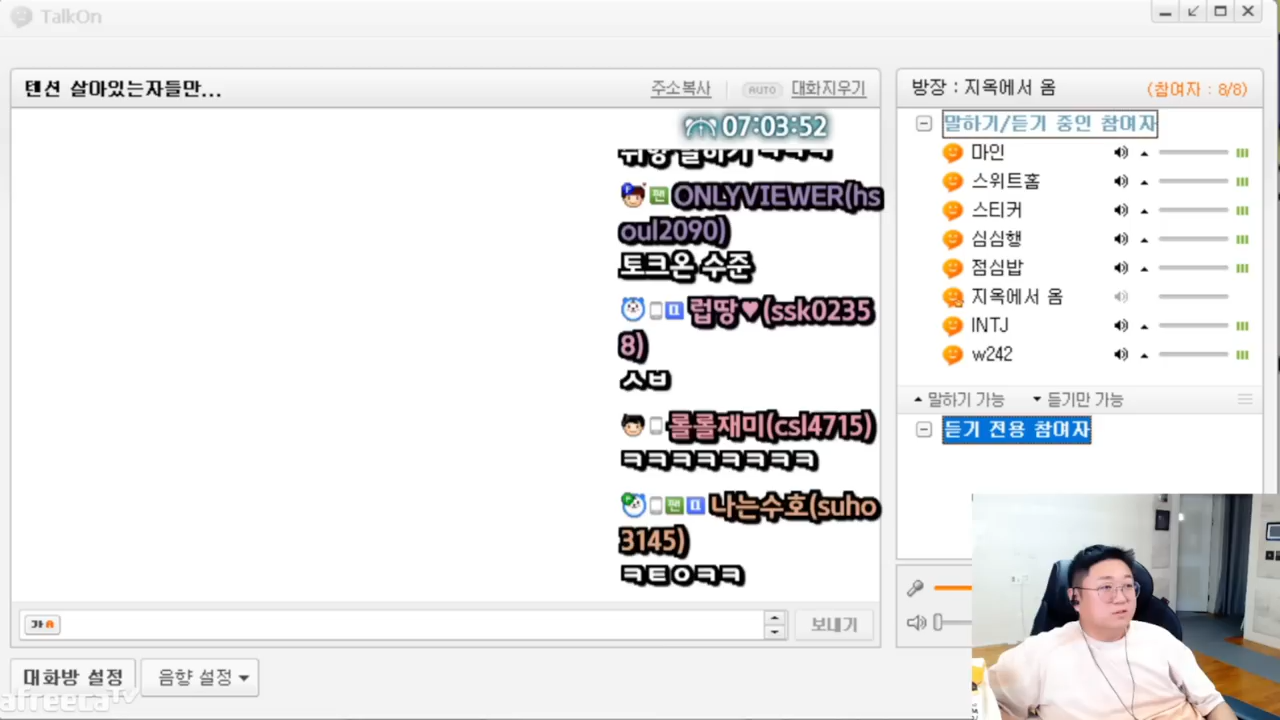 TalkOn
텐션 살아있는자들만...
주소복사
AUTO
대화지우기
07:03:52
ONLYVIEWER(hs
oul2090)
토크온 수준
럽땅♥(ssk0235
8)
ㅅㅂ
롤롤재미(csl4715)
ㅋㅋㅋㅋㅋㅋㅋㅋ
나는수호(suho
3145)
ㅋㅌㅇㅋㅋ
가
보내기
대화방 설정
음향 설정
afreecaTV
방장 : 지옥에서 옴
(참여자 : 8/8)
말하기/듣기 중인 참여자
마인
스위트홈
스티커
심심행
점심밥
지옥에서 옴
INTJ
w242
말하기 가능
듣기만 가능
듣기 전용 참여자